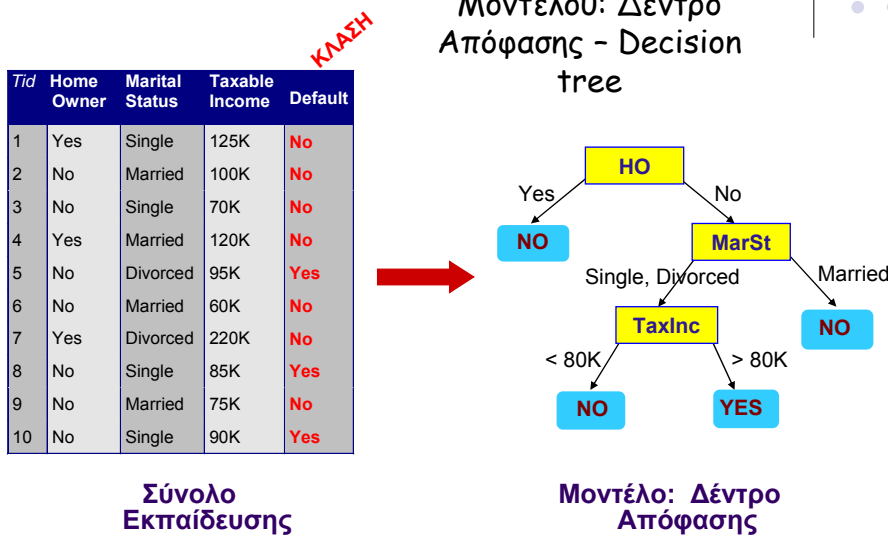 Μοντέλου: Δέντρο
Απόφασης – Decision
tree
ΚΛΑΣΗ
Tid Home Owner Marital Status Taxable Income Default
1 Yes Single 125K No
2 No Married 100K No
3 No Single 70K No
4 Yes Married 120K No
5 No Divorced 95K Yes
6 No Married 60K No
7 Yes Divorced 220K No
8 No Single 85K Yes
9 No Married 75K No
10 No Single 90K Yes
HO
Yes No
NO MarSt
Single, Divorced Married
TaxInc NO
< 80K > 80K
NO YES
Σύνολο
Εκπαίδευσης
Μοντέλο: Δέντρο
Απόφασης